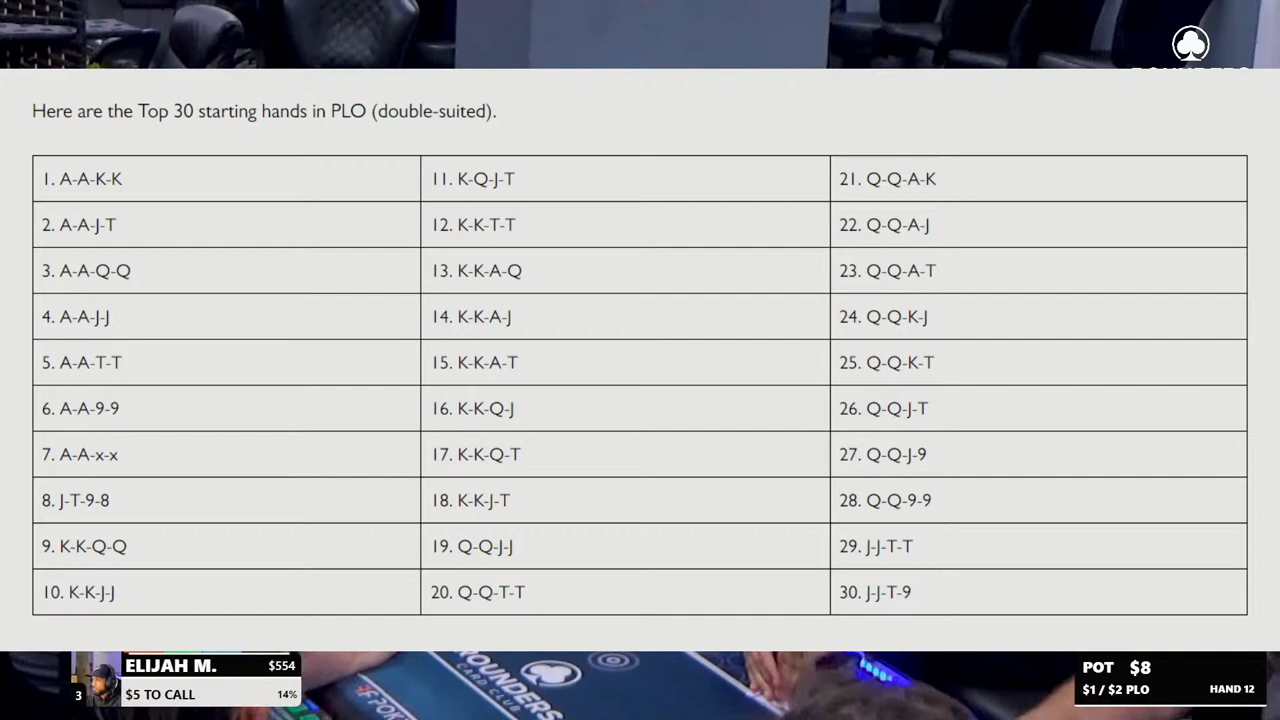 Here are the Top 30 starting hands in PLO (double-suited).
1. A-A-K-K
11. K-Q-J-T
21. Q-Q-A-K
2. A-A-J-T
12. K-K-T-T
22. Q-Q-A-J
3. A-A-Q-Q
13. K-K-A-Q
23. Q-Q-A-T
4. A-A-J-J
14. K-K-A-J
24. Q-Q-K-J
5. A-A-T-T
15. K-K-A-T
25. Q-Q-K-T
6. A-A-9-9
16. K-K-Q-J
26. Q-Q-J-T
7. A-A-x-x
17. K-K-Q-T
27. Q-Q-J-9
8. J-T-9-8
18. K-K-J-T
28. Q-Q-9-9
9. K-K-Q-Q
19. Q-Q-J-J
29. J-J-T-T
10. K-K-J-J
20. Q-Q-T-T
30. J-J-T-9
ELIJAH M. $554
3 $5 TO CALL 14%
ROUNDERS
CARD CLUB
POT $8
$1 / $2 PLO HAND 12